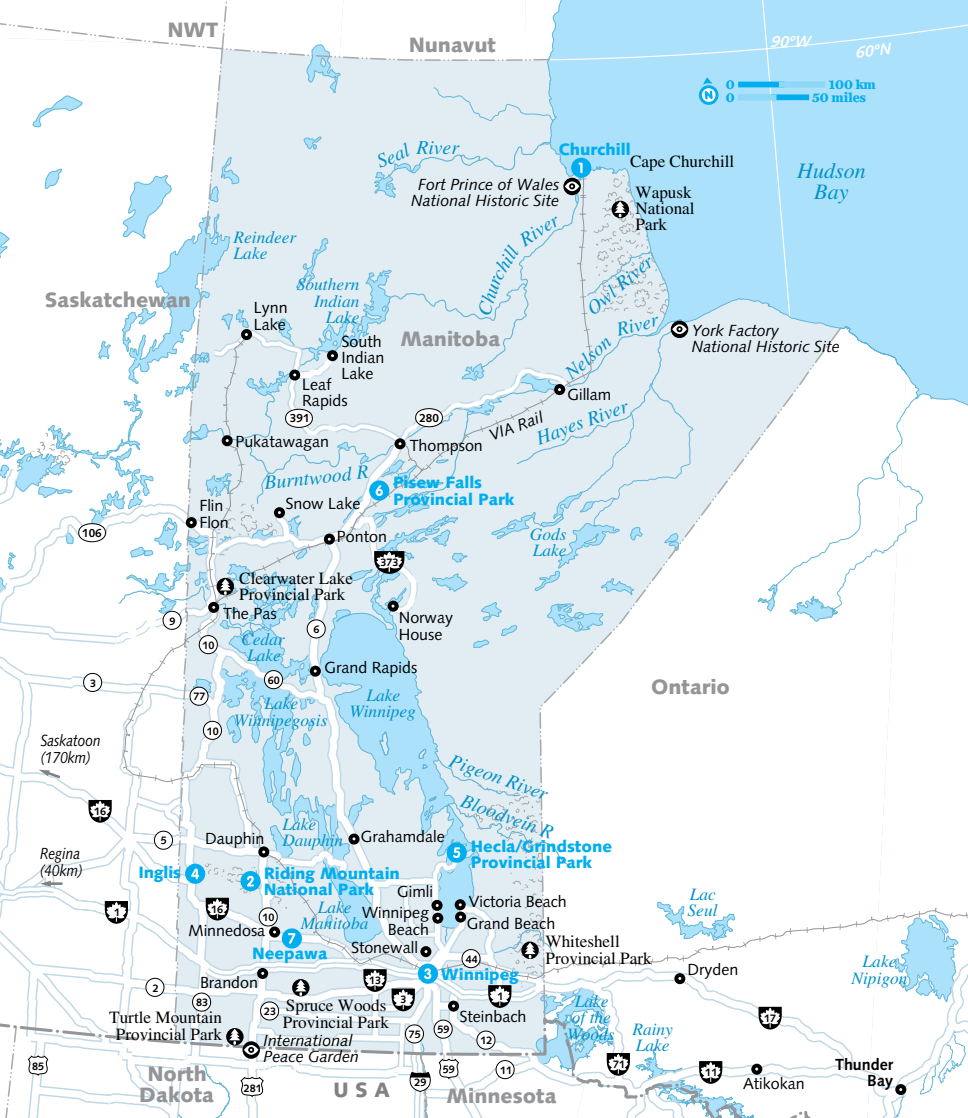 NWT
Nunavut
90°W
60°N
0
100 km
N
0
50 miles
Seal River
Churchill
1
Cape Churchill
Hudson
Bay
Fort Prince of Wales
National Historic Site
Wapusk
National
Park
Reindeer
Lake
Churchill River
Owl River
Saskatchewan
Southern
Indian
Lake
Lynn
Lake
Manitoba
Nelson River
York Factory
National Historic Site
South
Indian
Lake
Leaf
Rapids
Gillam
391
280
VIA Rail
Hayes River
Pukatawagan
Thompson
Burntwood R
6
Pisew Falls
Provincial Park
Snow Lake
Flin
Flon
106
Ponton
Gods
Lake
373
Clearwater Lake
Provincial Park
The Pas
Norway
House
9
10
6
Cedar
Lake
Grand Rapids
3
60
77
Ontario
Lake
Winnipeg
Lake
Winnipegosis
10
Saskatoon
(170km)
Pigeon River
16
Bloodvein R
5
Dauphin
Lake
Dauphin
Grahamdale
5
Hecla/Grindstone
Provincial Park
Regina
(40km)
Inglis
4
2
Riding Mountain
National Park
1
16
10
Lake
Manitoba
Gimli
Victoria Beach
Winnipeg
Beach
Grand Beach
Lac
Seul
Minnedosa
7
Neepawa
Stonewall
44
Whiteshell
Provincial Park
Lake
Nipigon
Brandon
13
3
Winnipeg
Dryden
2
83
23
Spruce Woods
Provincial Park
3
1
Steinbach
Lake
of the
Woods
17
Turtle Mountain
Provincial Park
International
Peace Garden
75
59
12
Rainy
Lake
85
North
Dakota
281
USA
29
59
11
Minnesota
71
11
Atikokan
Thunder
Bay